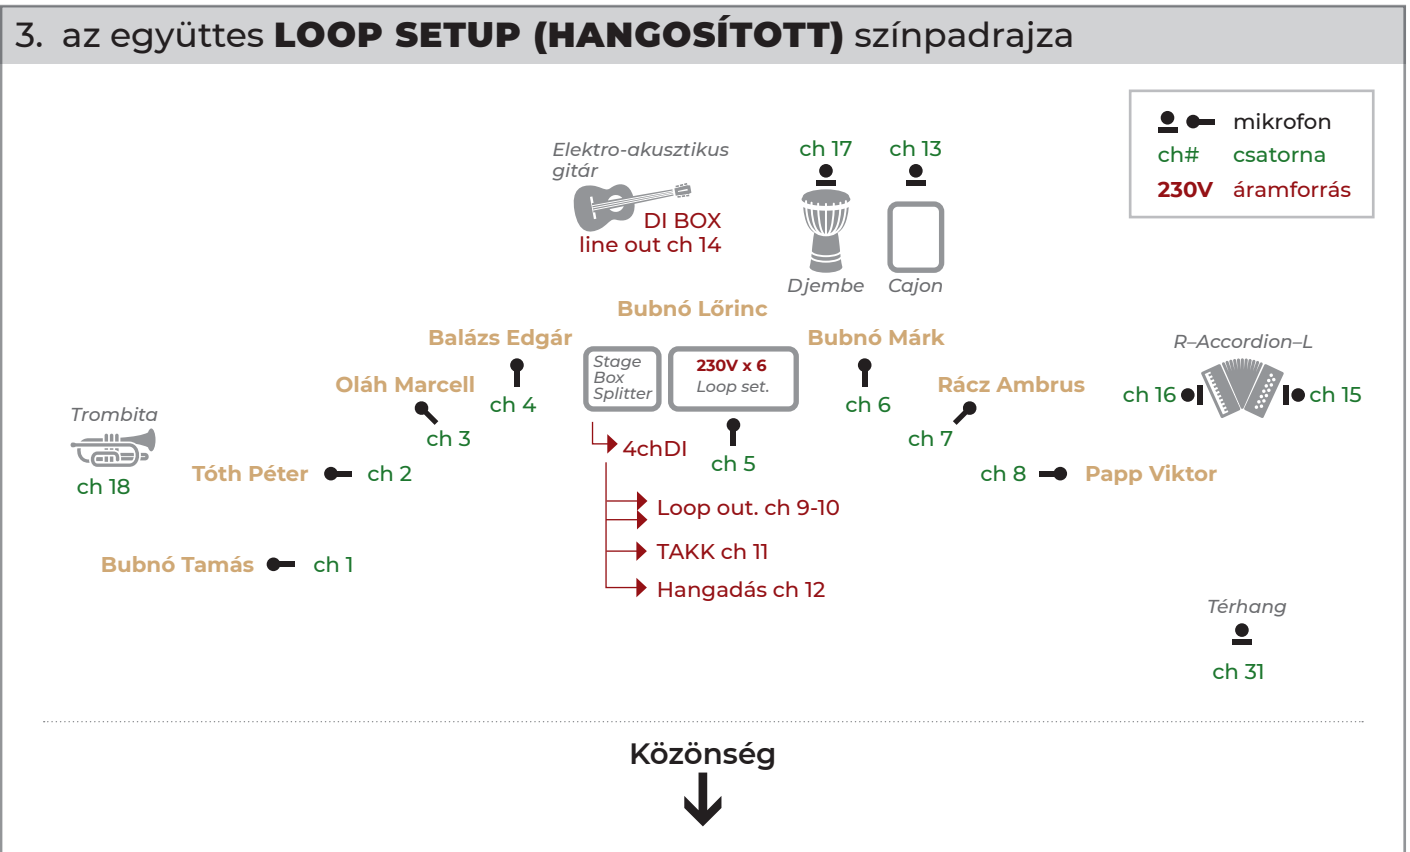 3. az együttes LOOP SETUP (HANGOSÍTOTT) színpadrajza
mikrofon
ch# csatorna
230V áramforrás
Elektro-akusztikus
gitár
DI BOX
line out ch 14
ch 17
Djembe
ch 13
Cajon
Bubnó Lőrinc
Balázs Edgár
ch 4
Stage
Box
Splitter
230V x 6
Loop set.
Bubnó Márk
ch 6
R–Accordion–L
ch 16
ch 15
Oláh Marcell
ch 3
Rácz Ambrus
ch 7
Trombita
ch 18
4chDI
ch 5
Tóth Péter
ch 2
ch 8
Papp Viktor
Loop out. ch 9-10
TAKK ch 11
Hangadás ch 12
Bubnó Tamás
ch 1
Térhang
ch 31
Közönség